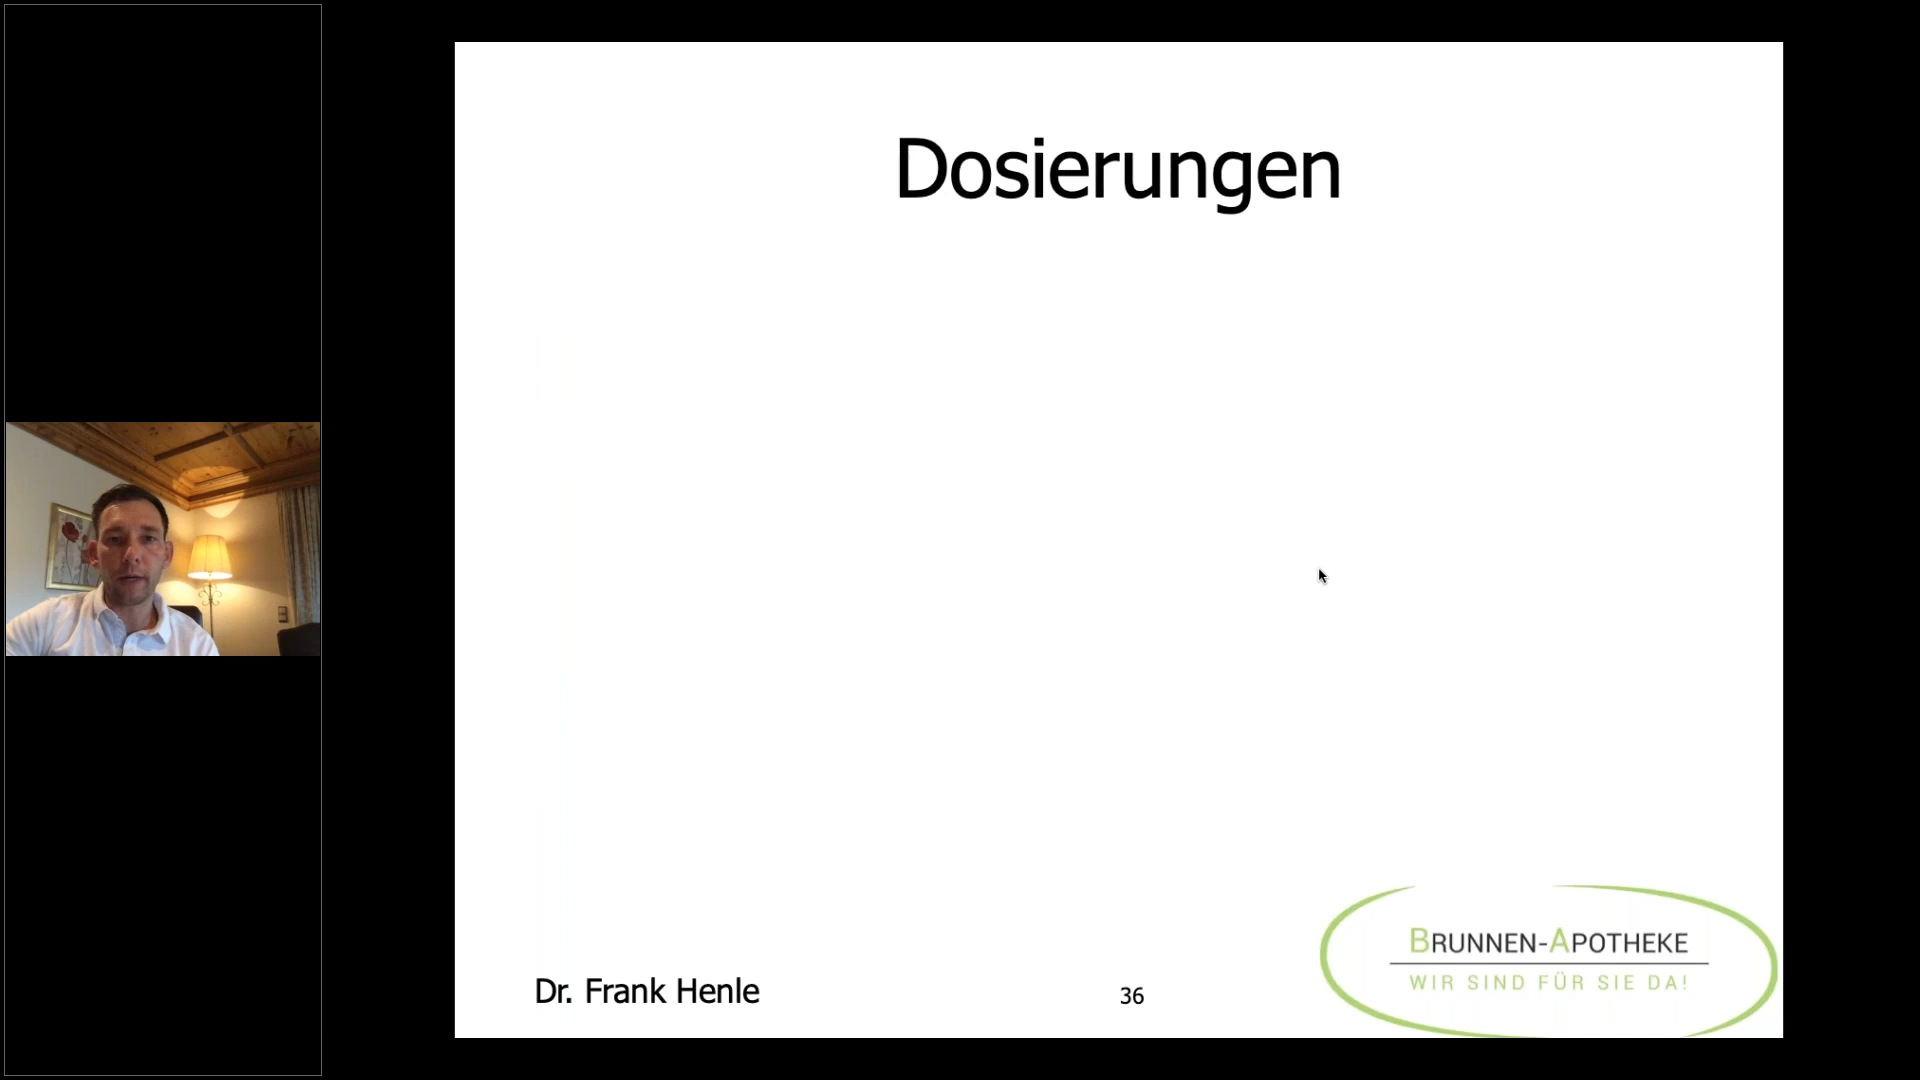 Dosierungen
Dr. Frank Henle
36
BRUNNEN-APOTHEKE
WIR SIND FÜR SIE DA!